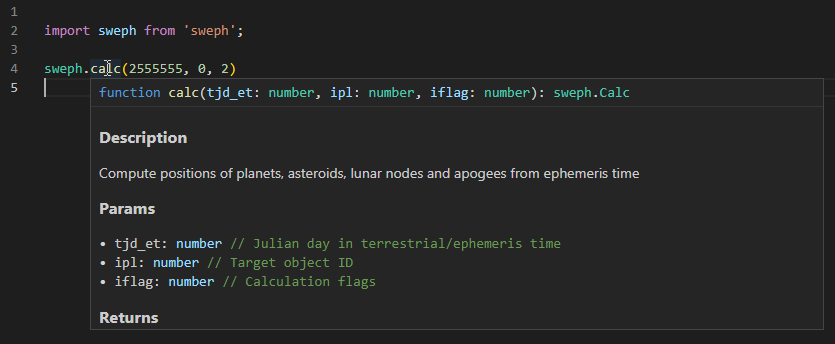 1
2 import sweph from 'sweph';
3
4 sweph.calc(2555555, 0, 2)
5
function calc(tjd_et: number, ipl: number, iflag: number): sweph.Calc
Description
Compute positions of planets, asteroids, lunar nodes and apogees from ephemeris time
Params
• tjd_et: number // Julian day in terrestrial/ephemeris time
• ipl: number // Target object ID
• iflag: number // Calculation flags
Returns